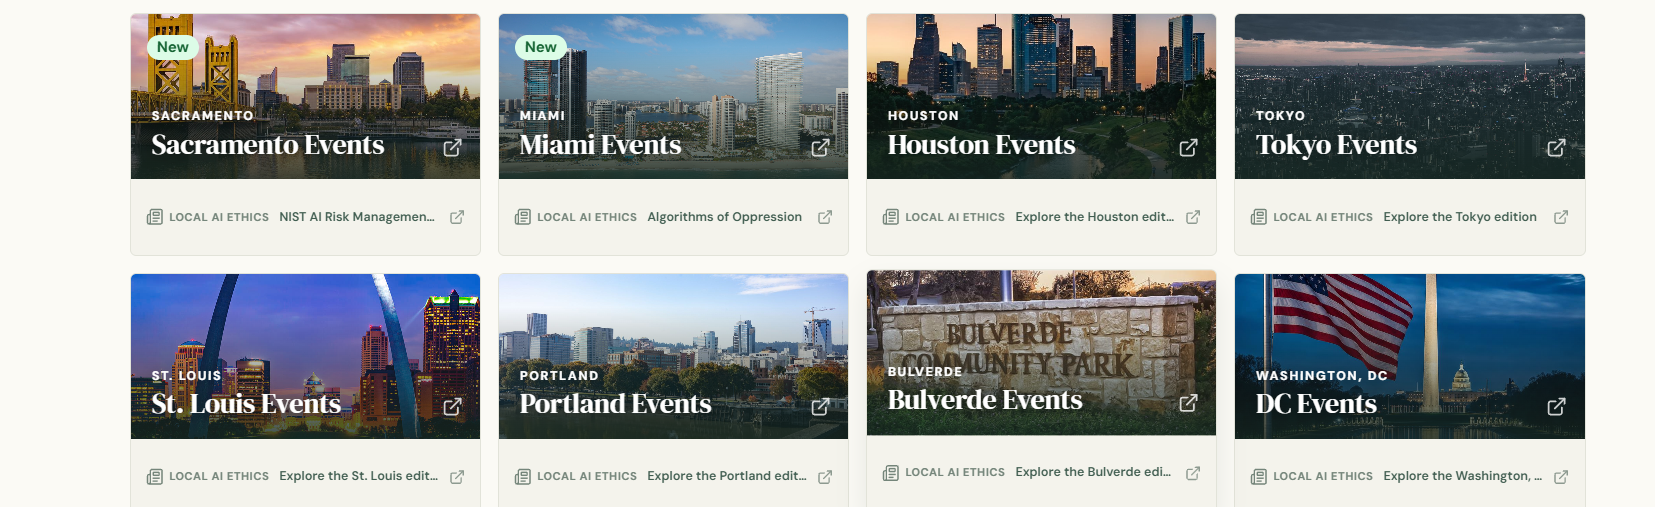 New
SACRAMENTO
Sacramento Events
LOCAL AI ETHICS NIST AI Risk Managemen...
New
MIAMI
Miami Events
LOCAL AI ETHICS Algorithms of Oppression
HOUSTON
Houston Events
LOCAL AI ETHICS Explore the Houston edit...
TOKYO
Tokyo Events
LOCAL AI ETHICS Explore the Tokyo edition
ST. LOUIS
St. Louis Events
LOCAL AI ETHICS Explore the St. Louis edit...
PORTLAND
Portland Events
LOCAL AI ETHICS Explore the Portland edit...
BULVERDE
COMMUNITY PARK
BULVERDE
Bulverde Events
LOCAL AI ETHICS Explore the Bulverde edi...
WASHINGTON, DC
DC Events
LOCAL AI ETHICS Explore the Washington, ...